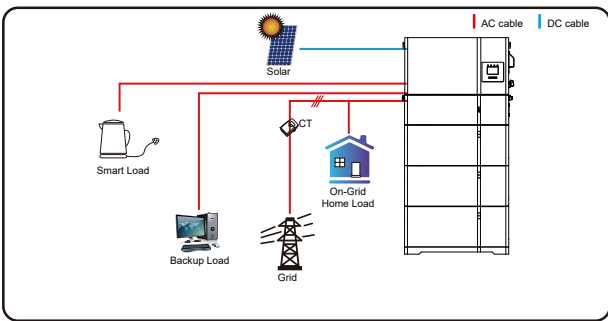 AC cable
DC cable
Solar
CT
Smart Load
On-Grid
Home Load
Backup Load
Grid